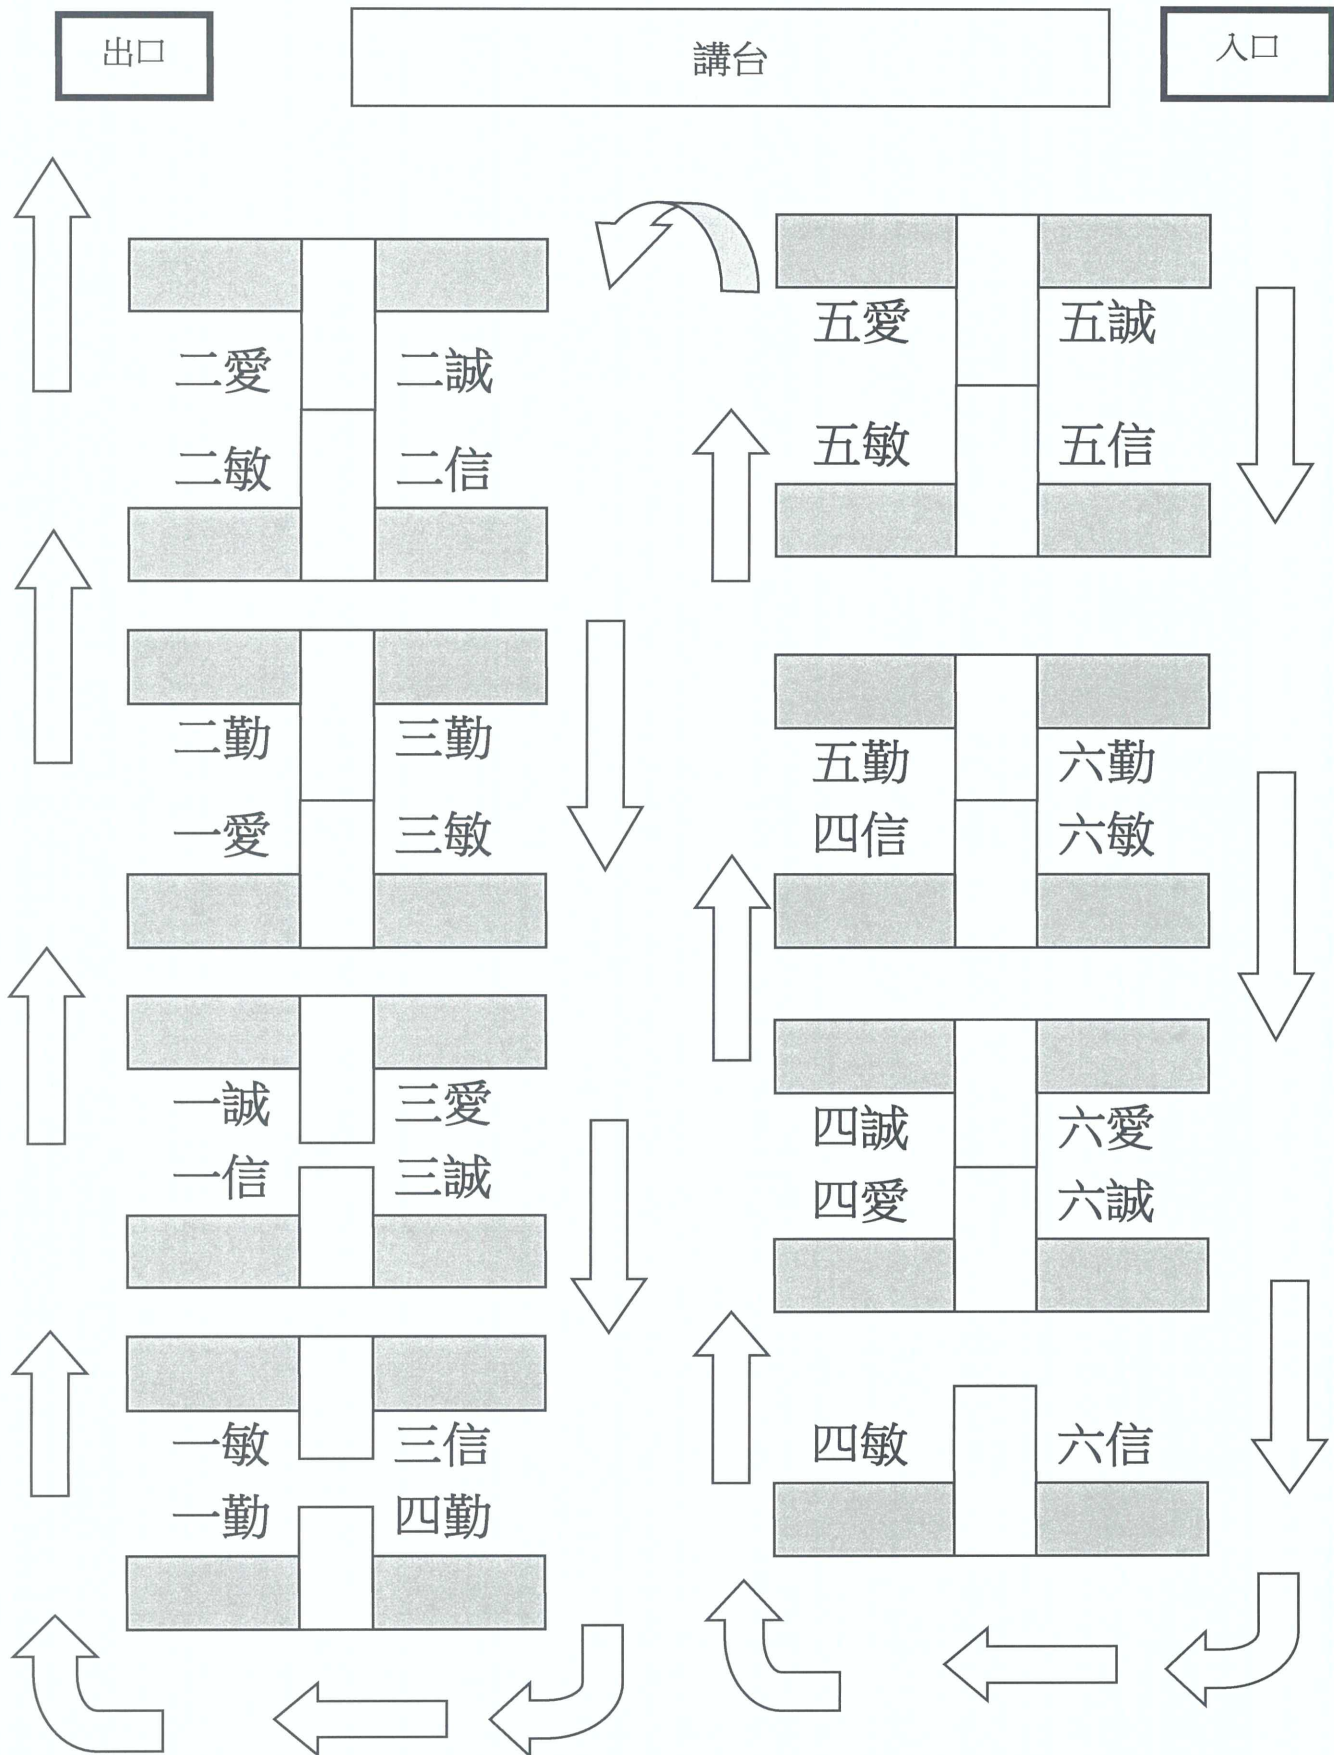 出口 講台 入口
二愛 二誠
二敏 二信
二勤 三勤
一愛 三敏
一誠 三愛
一信 三誠
一敏 三信
一勤 四勤
五愛 五誠
五敏 五信
五勤 六勤
四信 六敏
四誠 六愛
四愛 六誠
四敏 六信